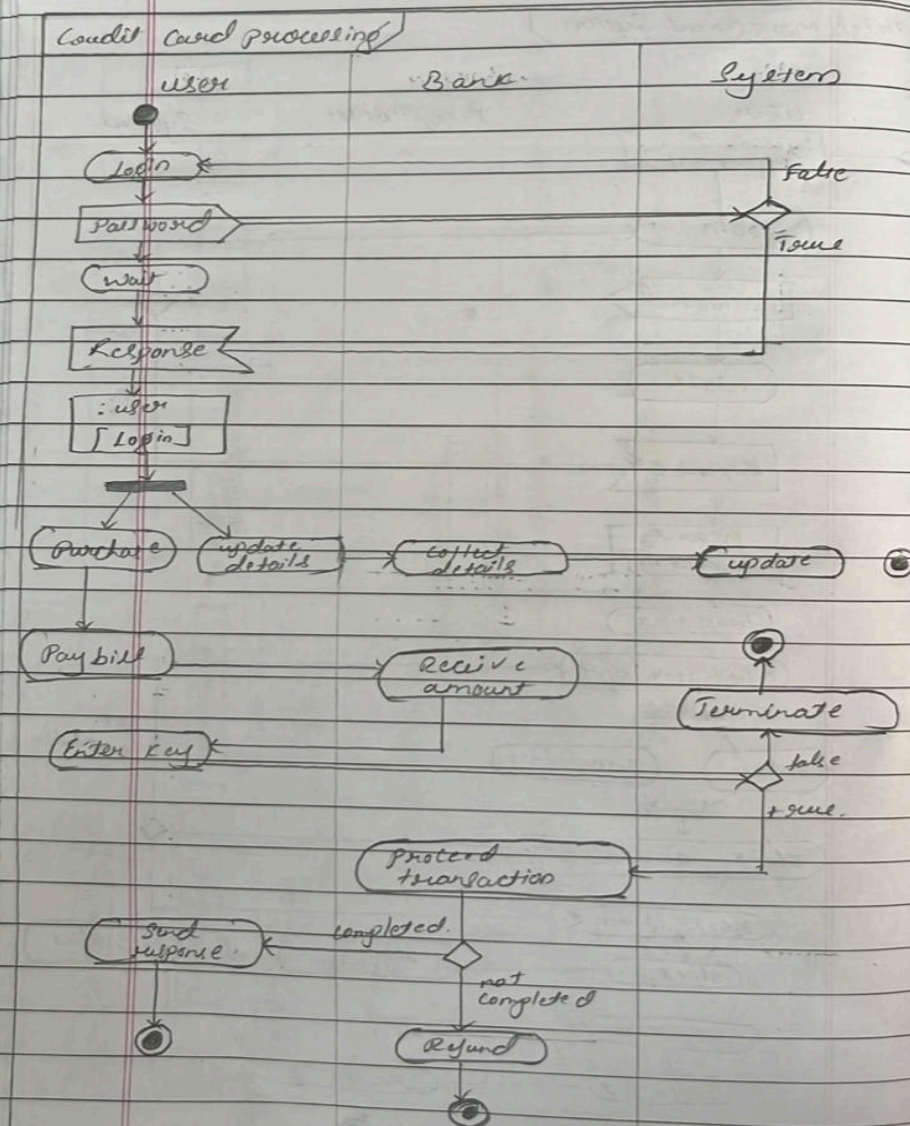 Credit Card processing
user
Bank
System
Login
False
Password
True
wait
Response
: user
[Login]
Purchase
update
details
collect
details
update
Pay bill
Receive
amount
Terminate
Enter key
false
true.
Proceed
transaction
completed.
Send
response
not
completed
Refund